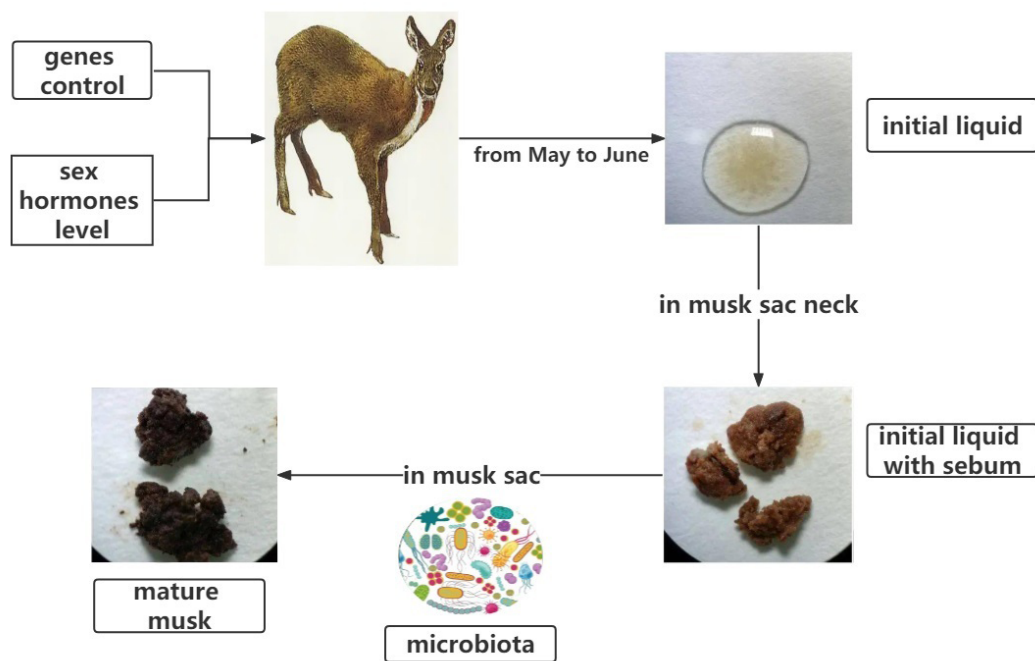 genes
control
sex
hormones
level
from May to June
initial liquid
in musk sac neck
initial liquid
with sebum
in musk sac
microbiota
mature
musk